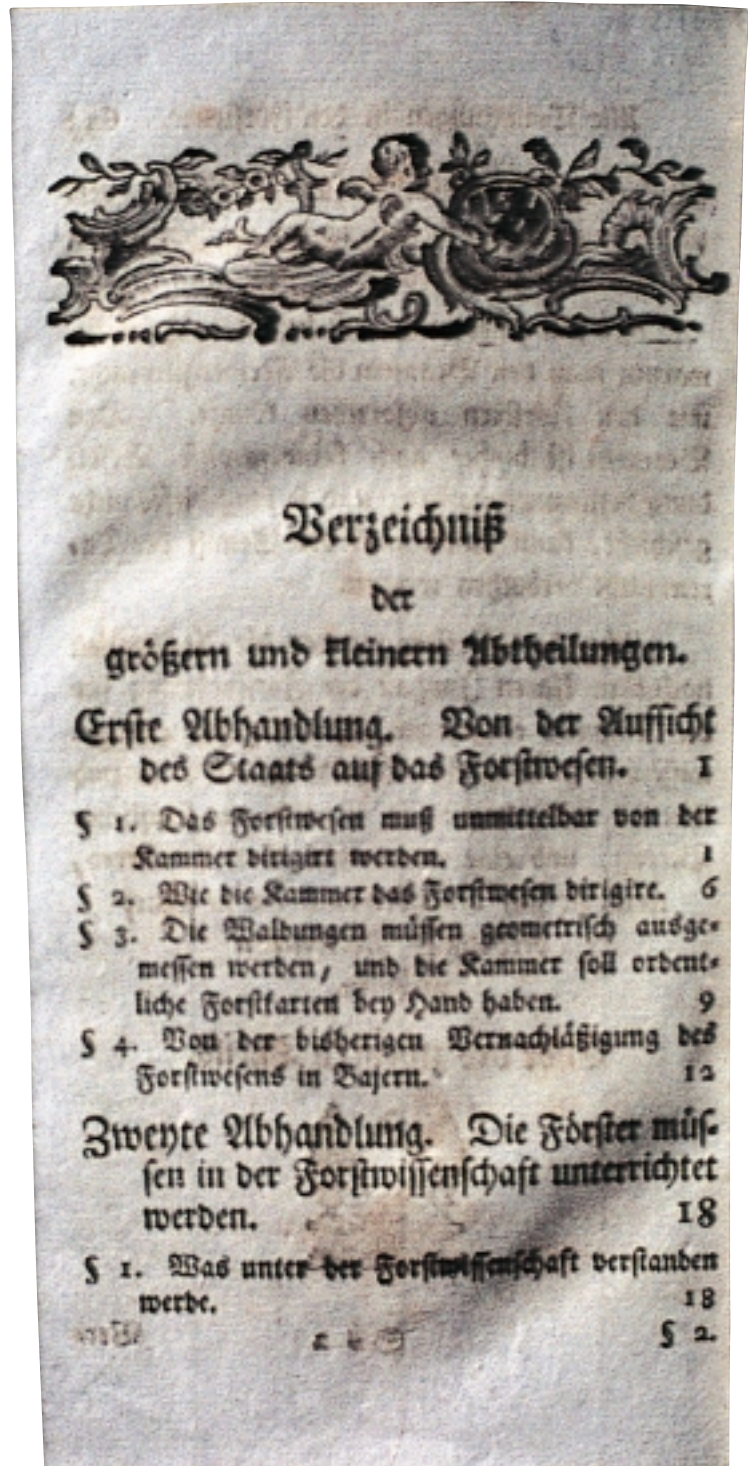 Verzeichniß
der
größern und kleinern Abtheilungen.
Erste Abhandlung. Von der Aufsicht
des Staats auf das Forstwesen. 1
§ 1. Das Forstwesen muß unmittelbar von der
Kammer dirigirt werden. 1
§ 2. Wie die Kammer das Forstwesen dirigire. 6
§ 3. Die Waldungen müssen geometrisch ausge-
messen werden, und die Kammer soll ordent-
liche Forstkarten bey Hand haben. 9
§ 4. Von der bisherigen Vernachläßigung des
Forstwesens in Bajern. 12
Zweyte Abhandlung. Die Förster müs-
sen in der Forstwissenschaft unterrichtet
werden. 18
§ 1. Was unter der Forstwissenschaft verstanden
werde. 18
§ 2.